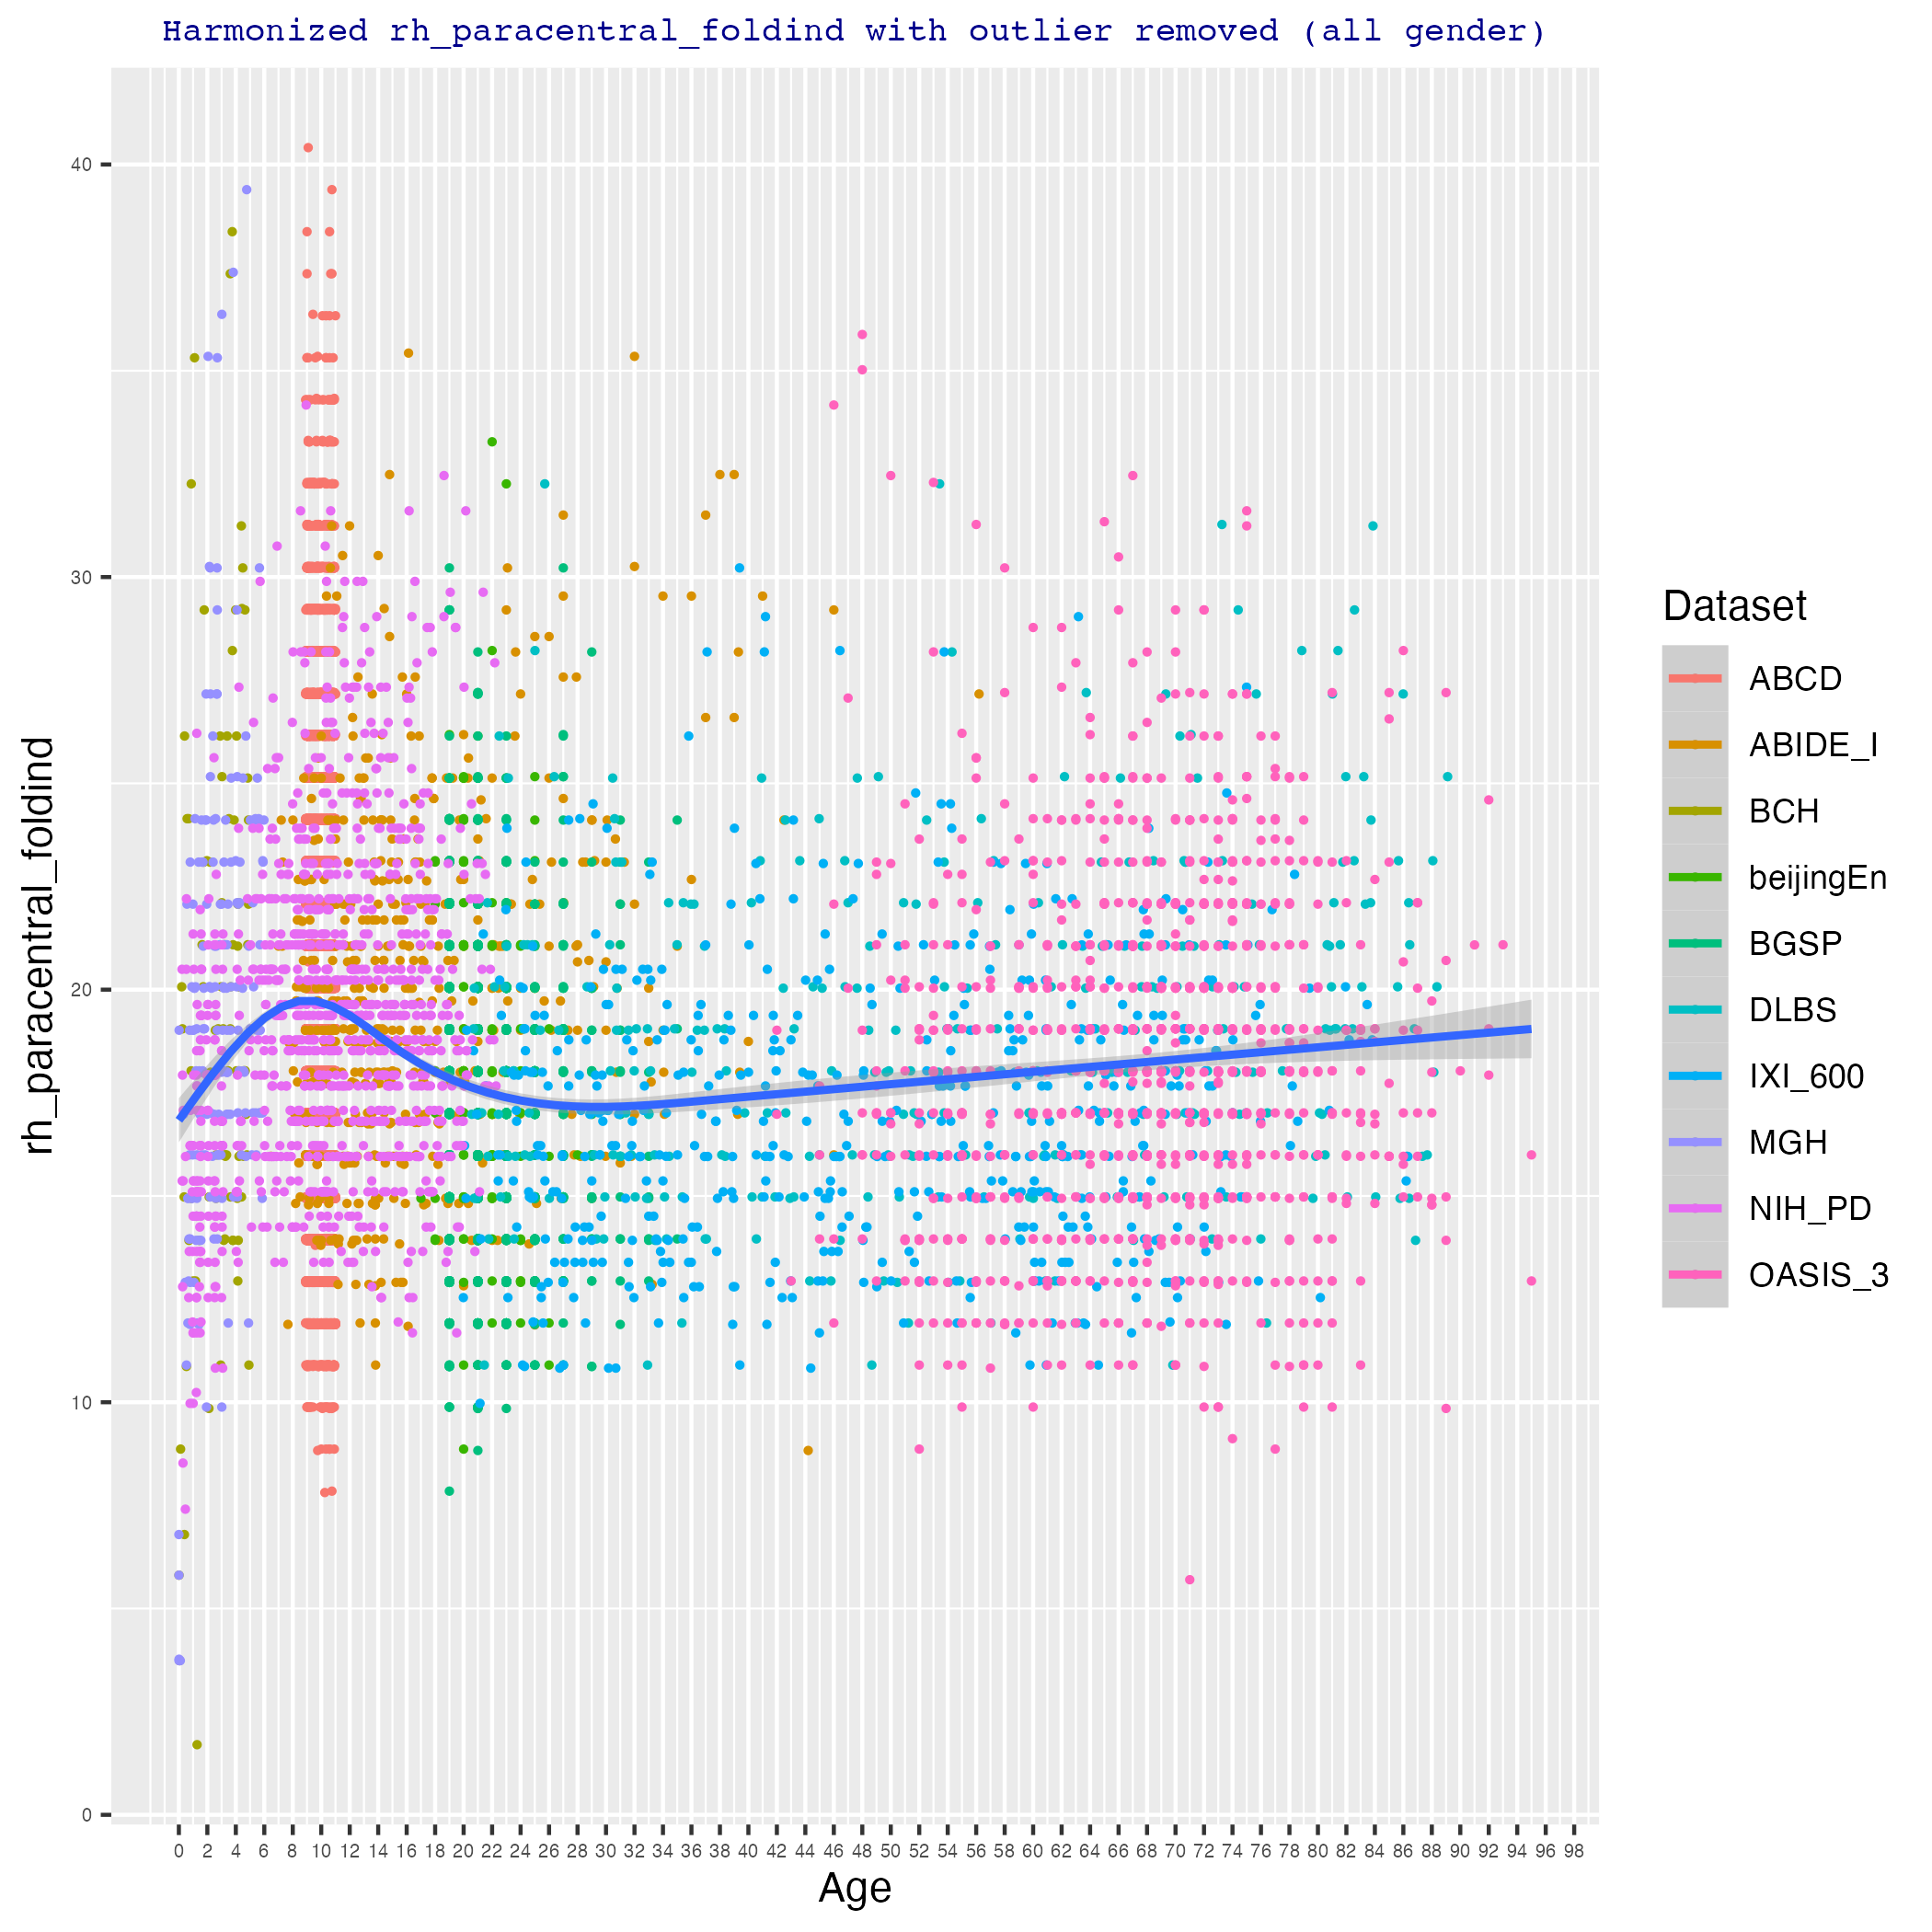 Harmonized rh_paracentral_foldind with outlier removed (all gender)
rh_paracentral_foldind
40
30
20
10
0
0 2 4 6 8 10 12 14 16 18 20 22 24 26 28 30 32 34 36 38 40 42 44 46 48 50 52 54 56 58 60 62 64 66 68 70 72 74 76 78 80 82 84 86 88 90 92 94 96 98
Age
Dataset
ABCD
ABIDE_I
BCH
beijingEn
BGSP
DLBS
IXI_600
MGH
NIH_PD
OASIS_3